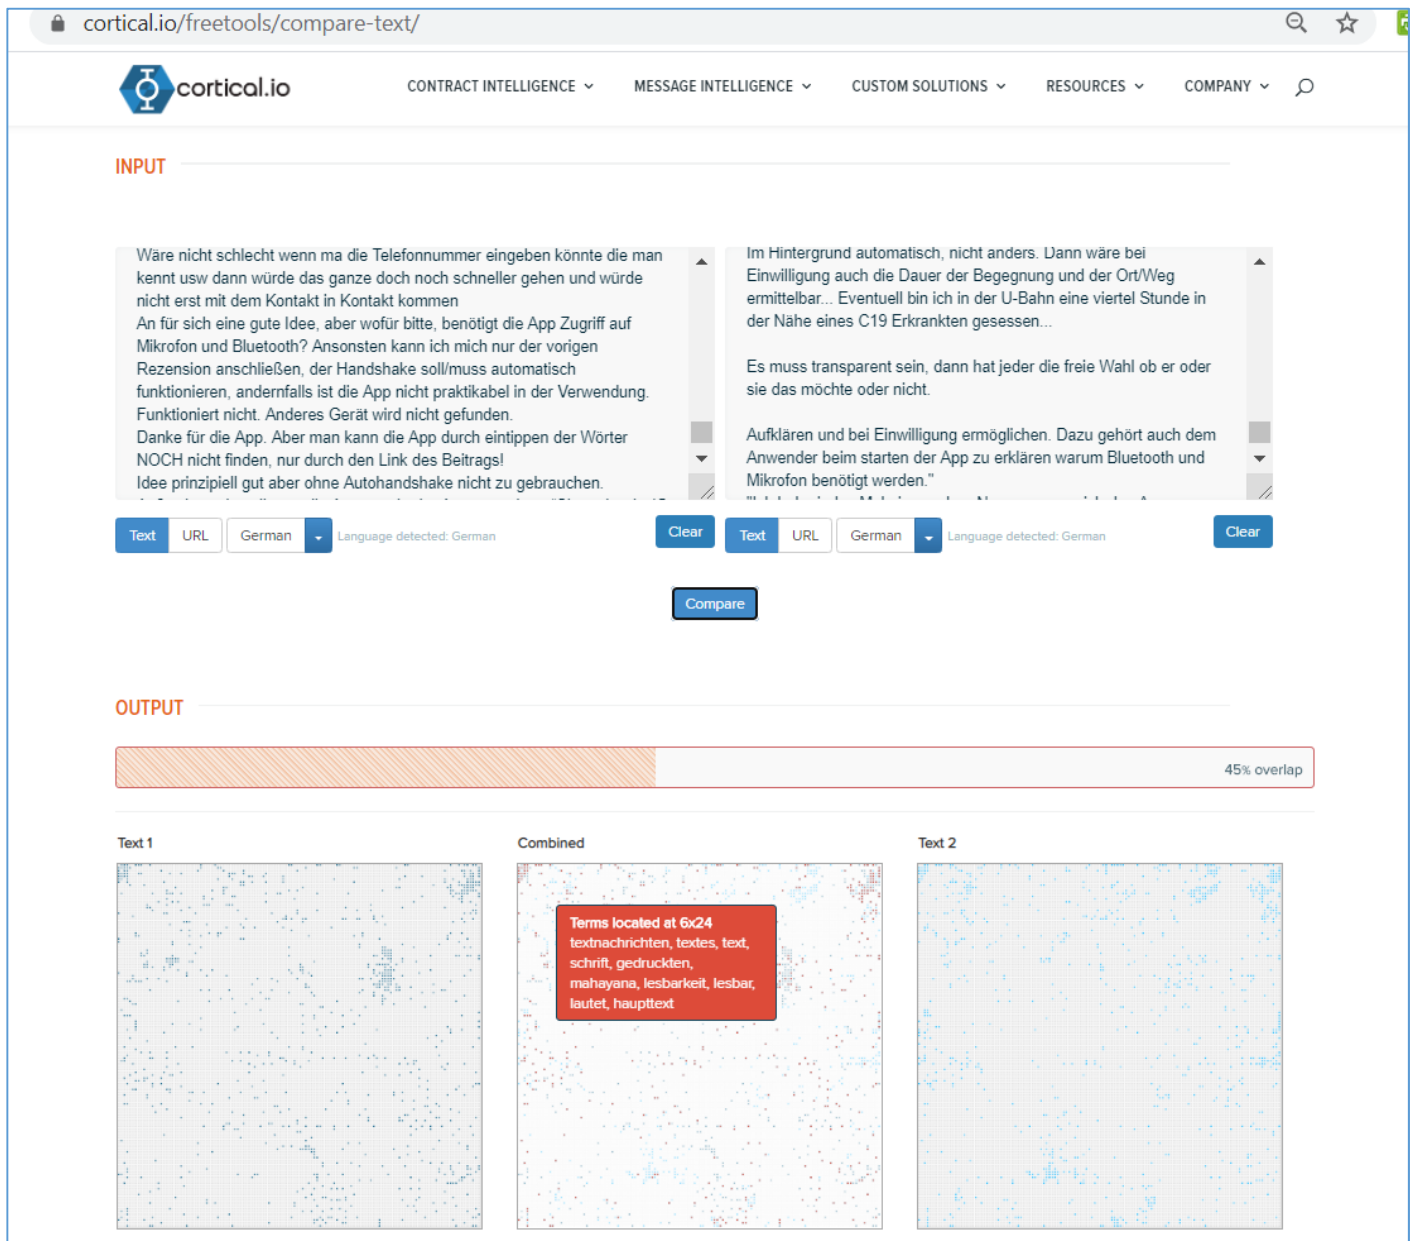 cortical.io/freetools/compare-text/
cortical.io
CONTRACT INTELLIGENCE
MESSAGE INTELLIGENCE
CUSTOM SOLUTIONS
RESOURCES
COMPANY
INPUT
Wäre nicht schlecht wenn ma die Telefonnummer eingeben könnte die man
kennt usw dann würde das ganze doch noch schneller gehen und würde
nicht erst mit dem Kontakt in Kontakt kommen
An für sich eine gute Idee, aber wofür bitte, benötigt die App Zugriff auf
Mikrofon und Bluetooth? Ansonsten kann ich mich nur der vorigen
Rezension anschließen, der Handshake soll/muss automatisch
funktionieren, andernfalls ist die App nicht praktikabel in der Verwendung.
Funktioniert nicht. Anderes Gerät wird nicht gefunden.
Danke für die App. Aber man kann die App durch eintippen der Wörter
NOCH nicht finden, nur durch den Link des Beitrags!
Idee prinzipiell gut aber ohne Autohandshake nicht zu gebrauchen.
Im Hintergrund automatisch, nicht anders. Dann wäre bei
Einwilligung auch die Dauer der Begegnung und der Ort/Weg
ermittelbar... Eventuell bin ich in der U-Bahn eine viertel Stunde in
der Nähe eines C19 Erkrankten gesessen...
Es muss transparent sein, dann hat jeder die freie Wahl ob er oder
sie das möchte oder nicht.
Aufklären und bei Einwilligung ermöglichen. Dazu gehört auch dem
Anwender beim starten der App zu erklären warum Bluetooth und
Mikrofon benötigt werden."
Text
URL
German
Language detected: German
Clear
Text
URL
German
Language detected: German
Clear
Compare
OUTPUT
45% overlap
Text 1
Combined
Text 2
Terms located at 6x24
textnachrichten, textes, text,
schrift, gedruckten,
mahayana, lesbarkeit, lesbar,
lautet, haupttext